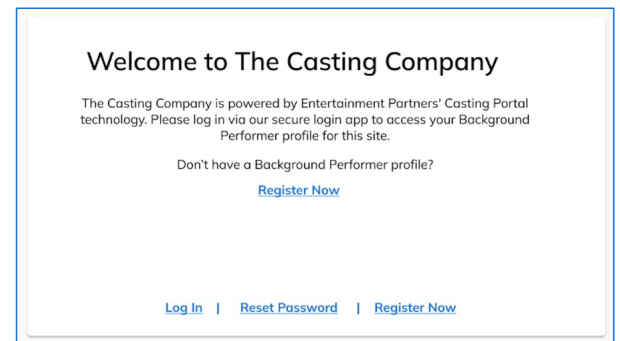 Welcome to The Casting Company
The Casting Company is powered by Entertainment Partners' Casting Portal
technology. Please log in via our secure login app to access your Background
Performer profile for this site.
Don't have a Background Performer profile?
Register Now
Log In | Reset Password | Register Now